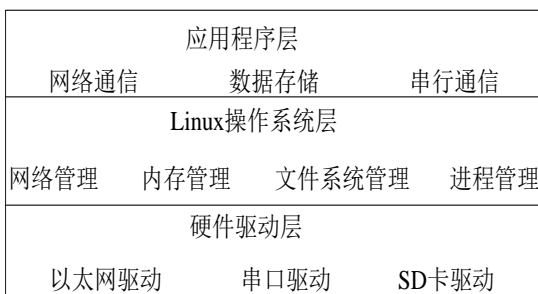 应用程序层
网络通信 数据存储 串行通信
Linux操作系统层
网络管理 内存管理 文件系统管理 进程管理
硬件驱动层
以太网驱动 串口驱动 SD卡驱动